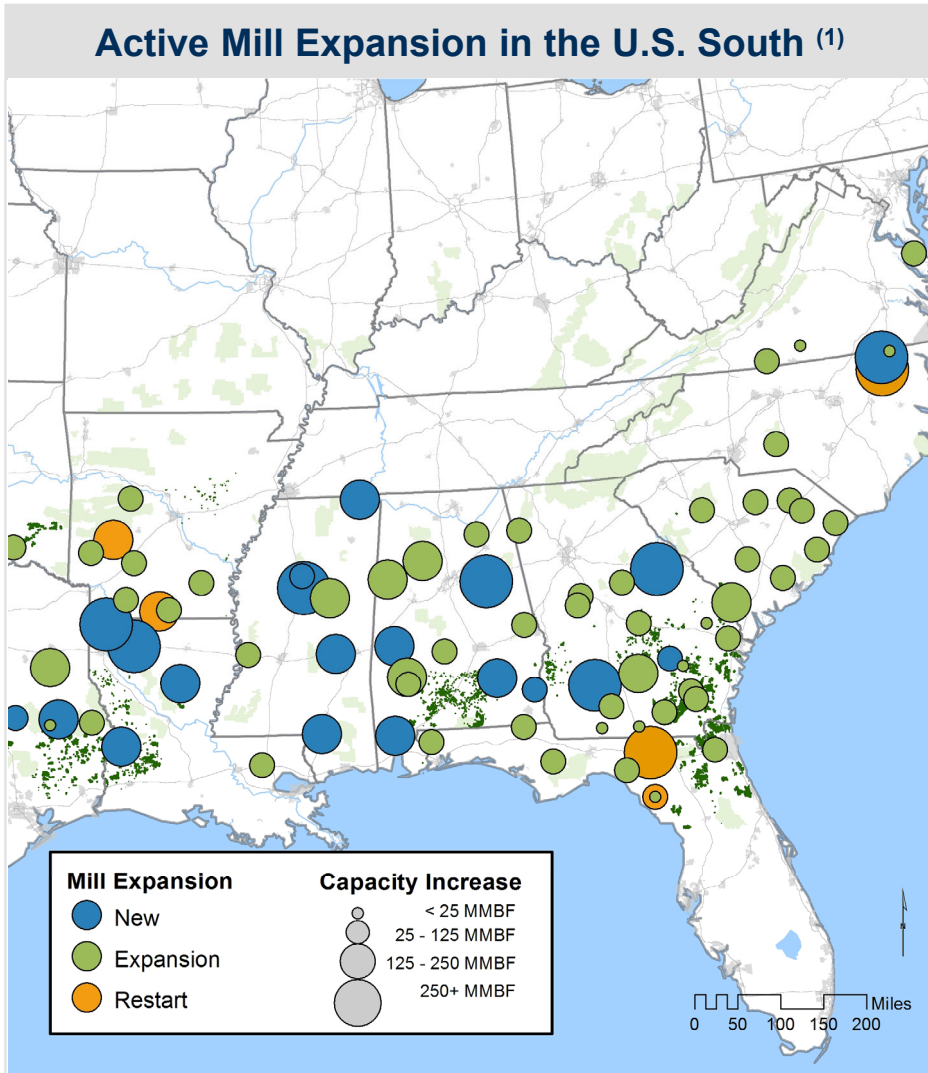 Active Mill Expansion in the U.S. South (1)
Mill Expansion
New
Expansion
Restart
Capacity Increase
< 25 MMBF
25 - 125 MMBF
125 - 250 MMBF
250+ MMBF
Miles
0 50 100 150 200